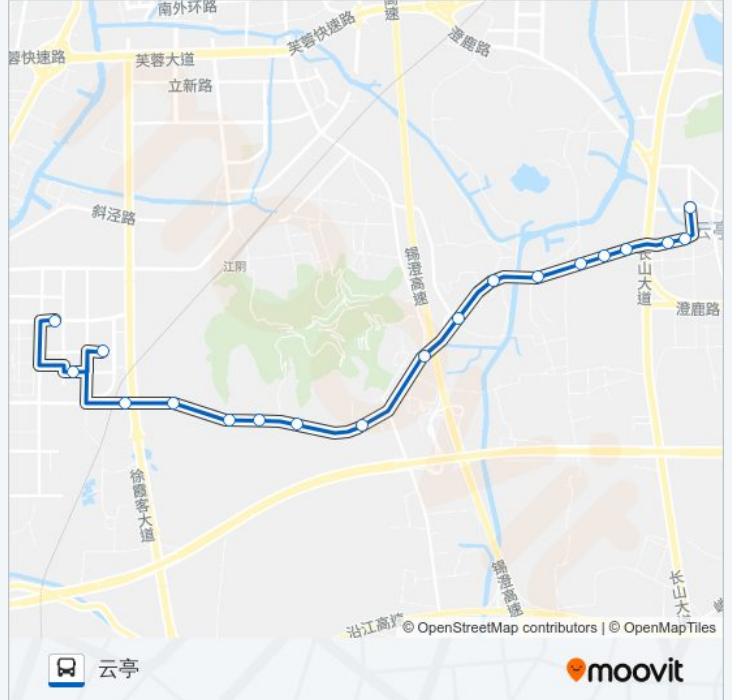 南外环路
高速
澄鹿路
蓉快速路
芙蓉大道
芙蓉快速路
立新路
斜泾路
云亭
江阴
锡澄高速
长山大道
澄鹿路
徐霞客大道
锡澄高速
长山大
沿江高
© OpenStreetMap contributors | © OpenMapTiles
云亭
moovit